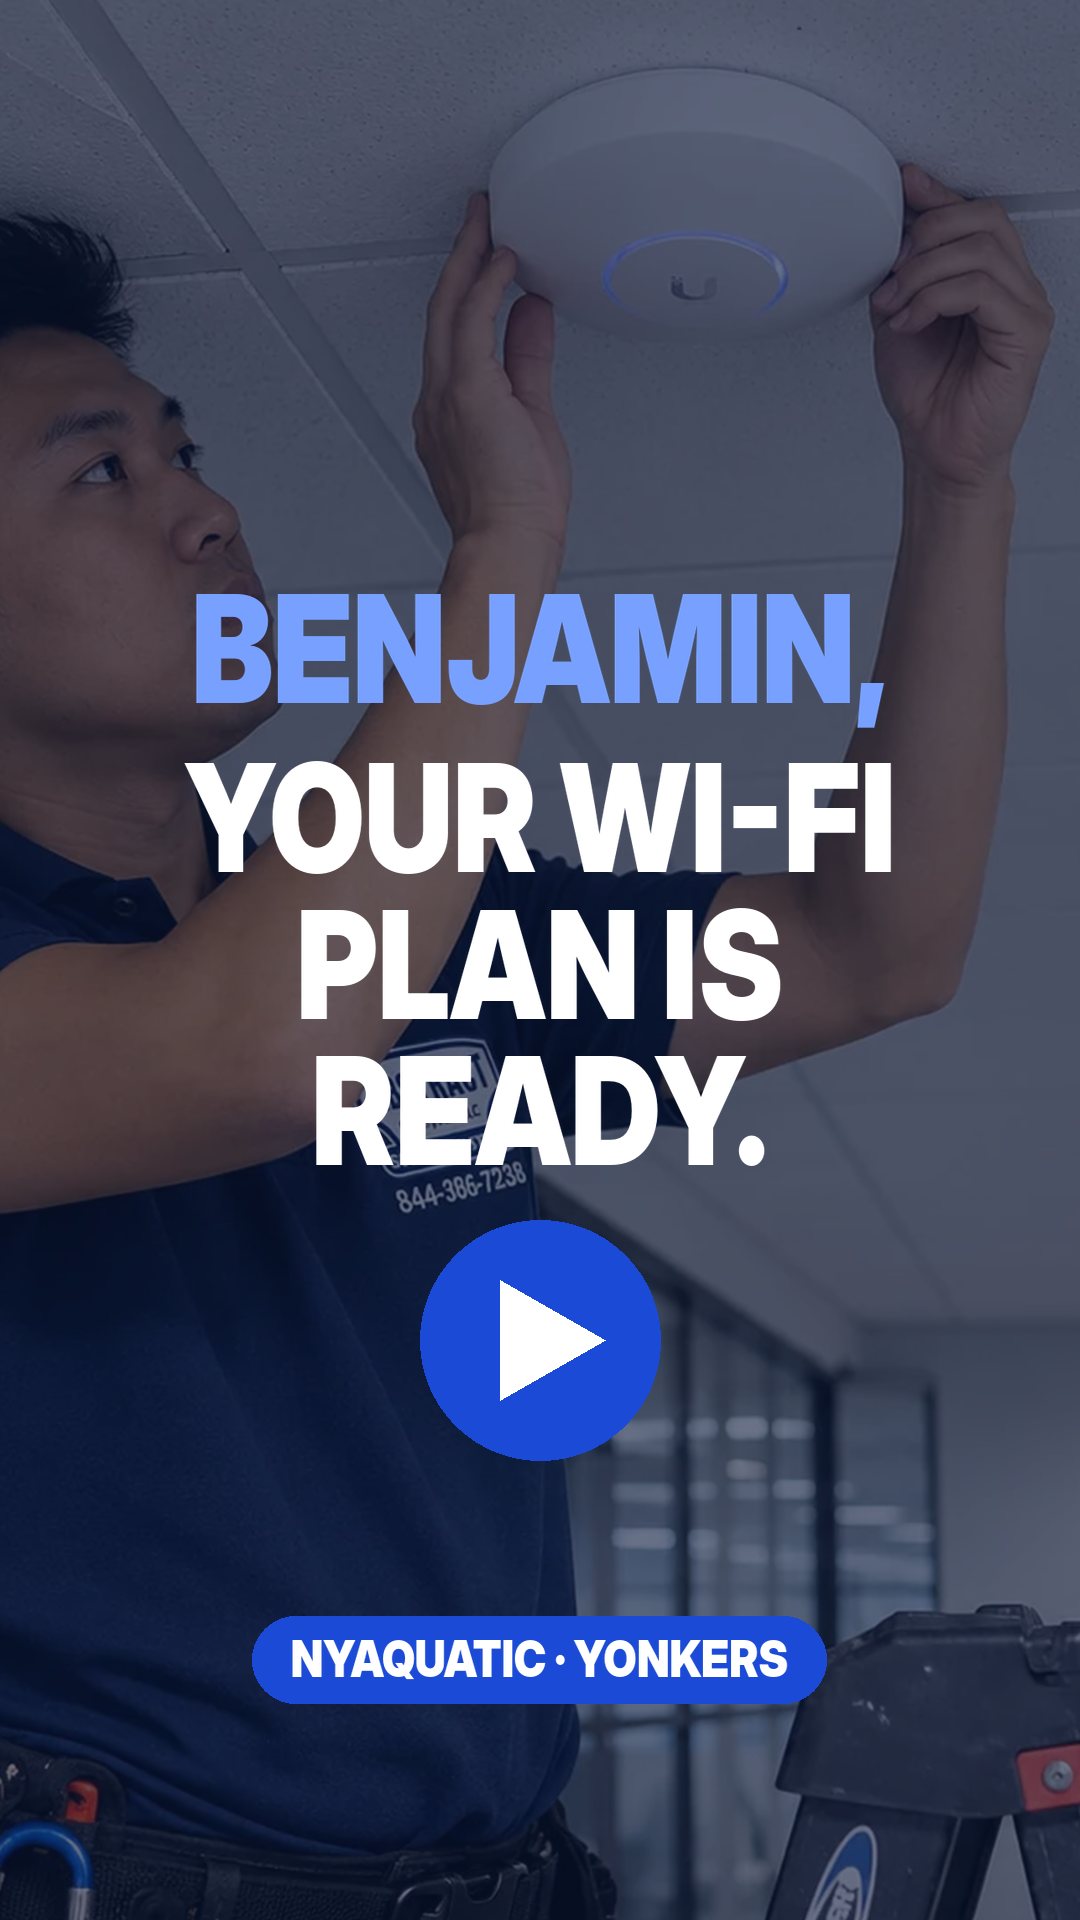 BENJAMIN,
YOUR WI-FI
PLAN IS
READY.
844-386-7238
NYAQUATIC · YONKERS